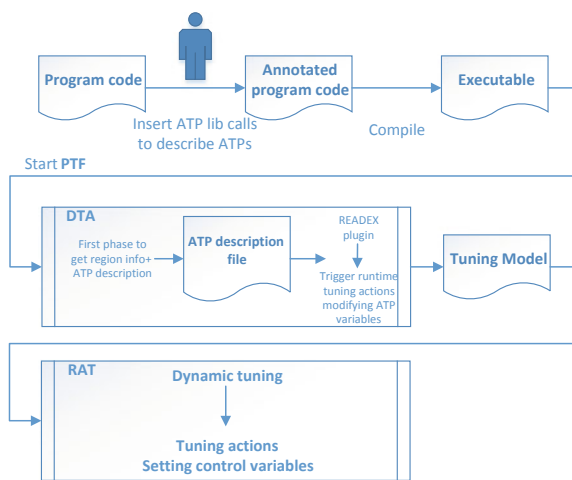 Program code
Annotated
program code
Executable
Insert ATP lib calls
to describe ATPs
Compile
Start PTF
DTA
First phase to
get region info+
ATP description
ATP description
file
READEX
plugin
Trigger runtime
tuning actions
modifying ATP
variables
Tuning Model
RAT
Dynamic tuning
Tuning actions
Setting control variables